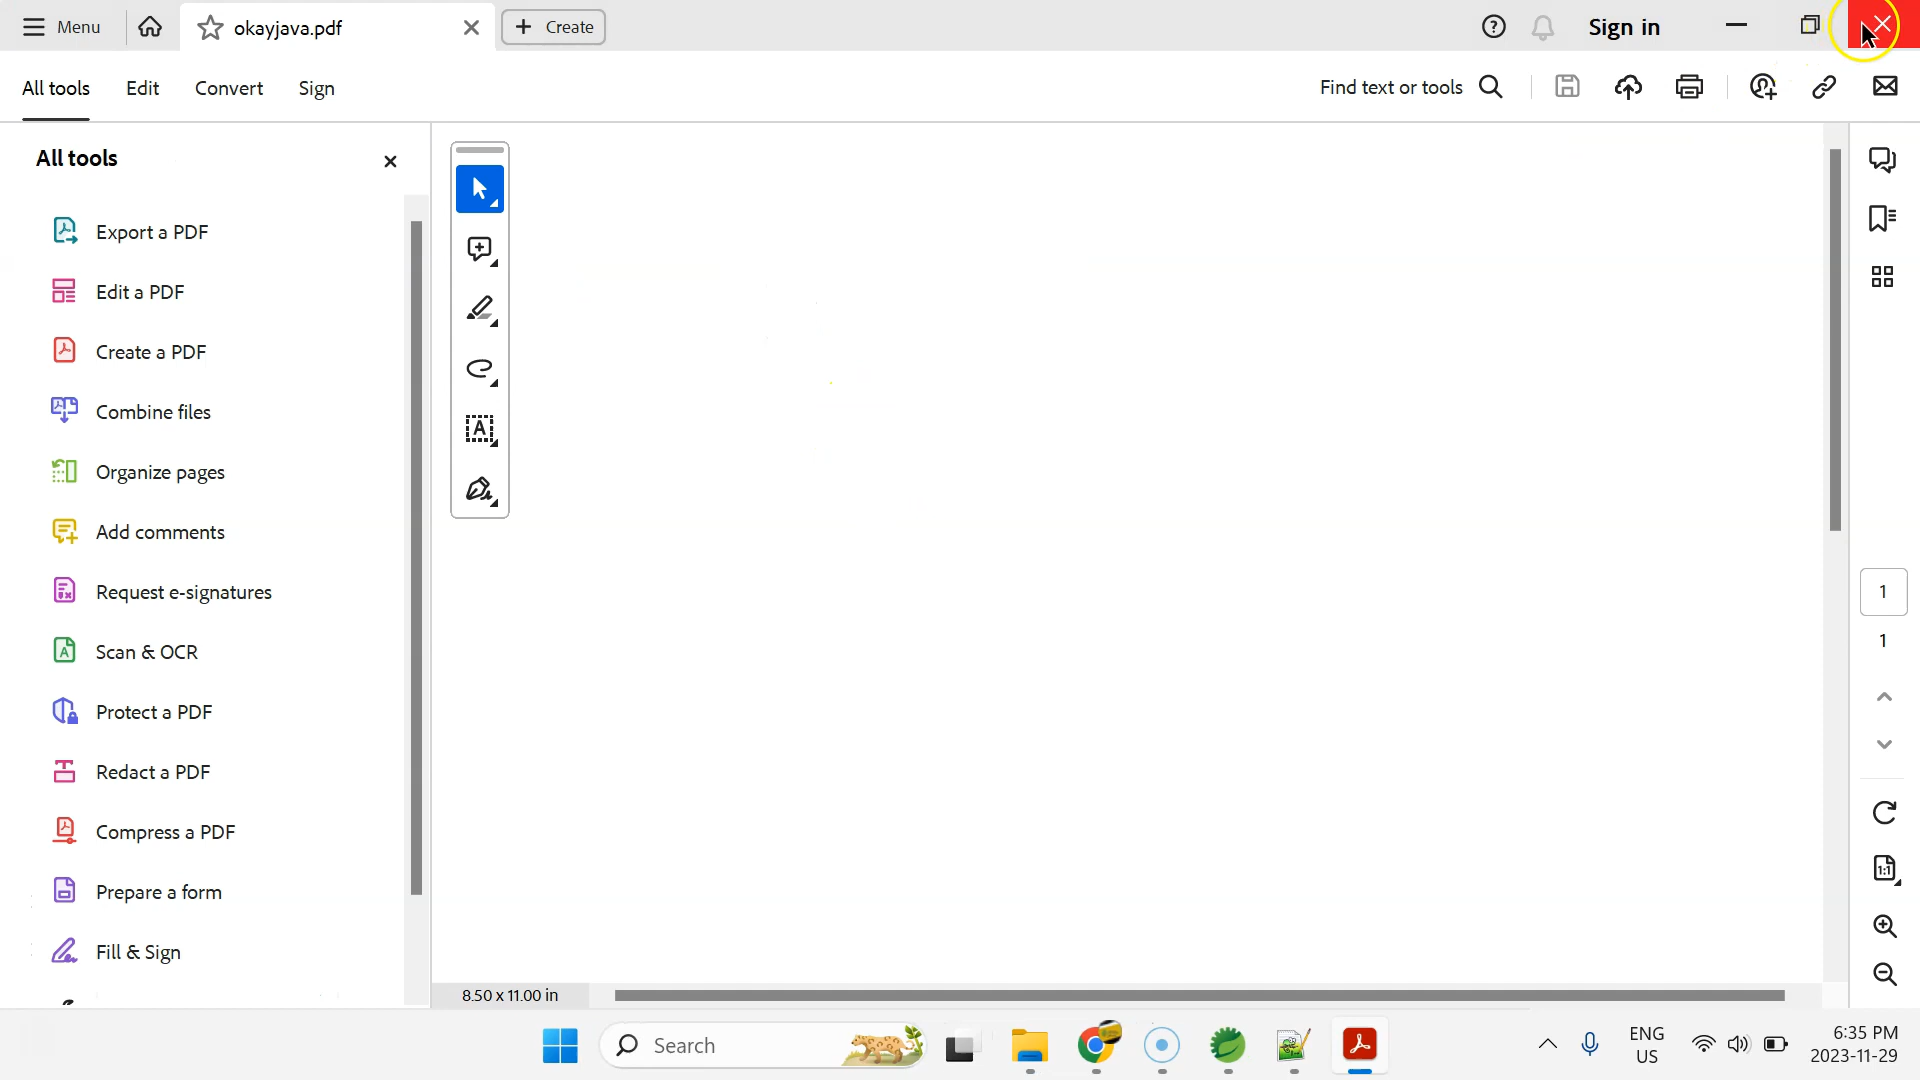 Menu
okayjava.pdf
Create
Sign in
All tools
Edit
Convert
Sign
Find text or tools
All tools
Export a PDF
Edit a PDF
Create a PDF
Combine files
Organize pages
Add comments
Request e-signatures
Scan & OCR
Protect a PDF
Redact a PDF
Compress a PDF
Prepare a form
Fill & Sign
1
1
8.50 x 11.00 in
Search
ENG
US
6:35 PM
2023-11-29